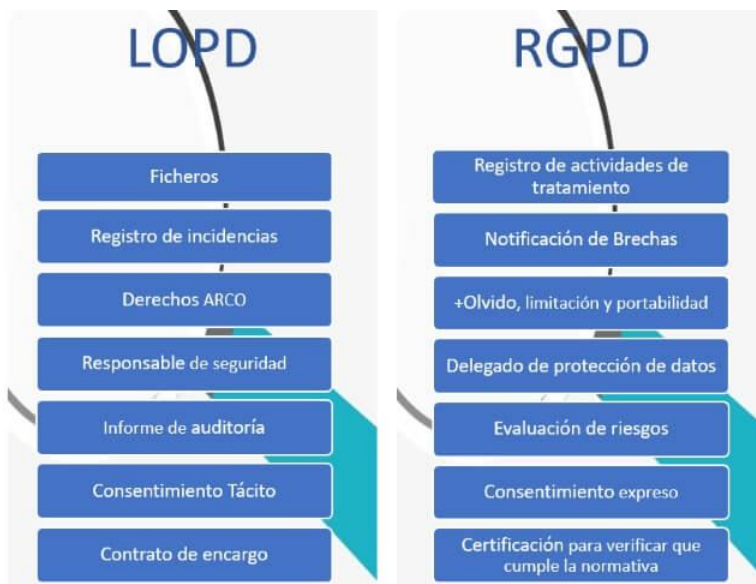 LOPD
Ficheros
Registro de incidencias
Derechos ARCO
Responsable de seguridad
Informe de auditoría
Consentimiento Tácito
Contrato de encargo
RGPD
Registro de actividades de
tratamiento
Notificación de Brechas
+Olvido, limitación y portabilidad
Delegado de protección de datos
Evaluación de riesgos
Consentimiento expreso
Certificación para verificar que
cumple la normativa